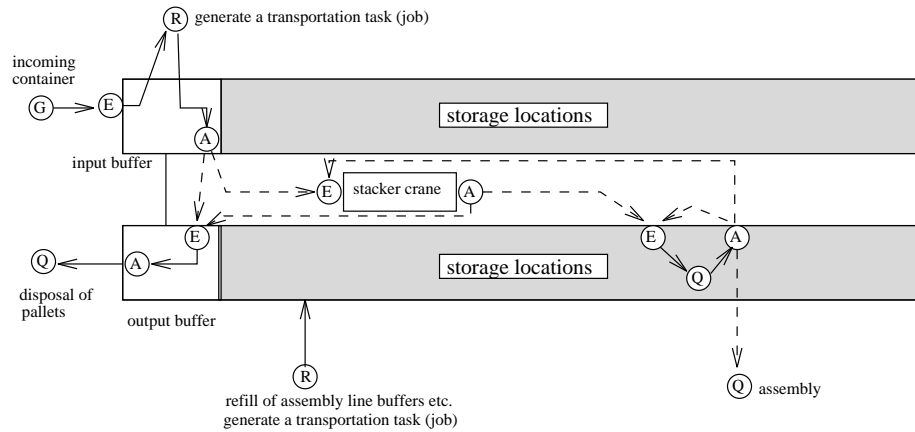 R
generate a transportation task (job)
incoming
container
G
E
storage locations
A
input buffer
E
stacker crane
A
E
E
A
Q
A
storage locations
Q
disposal of
pallets
output buffer
R
Q
assembly
refill of assembly line buffers etc.
generate a transportation task (job)